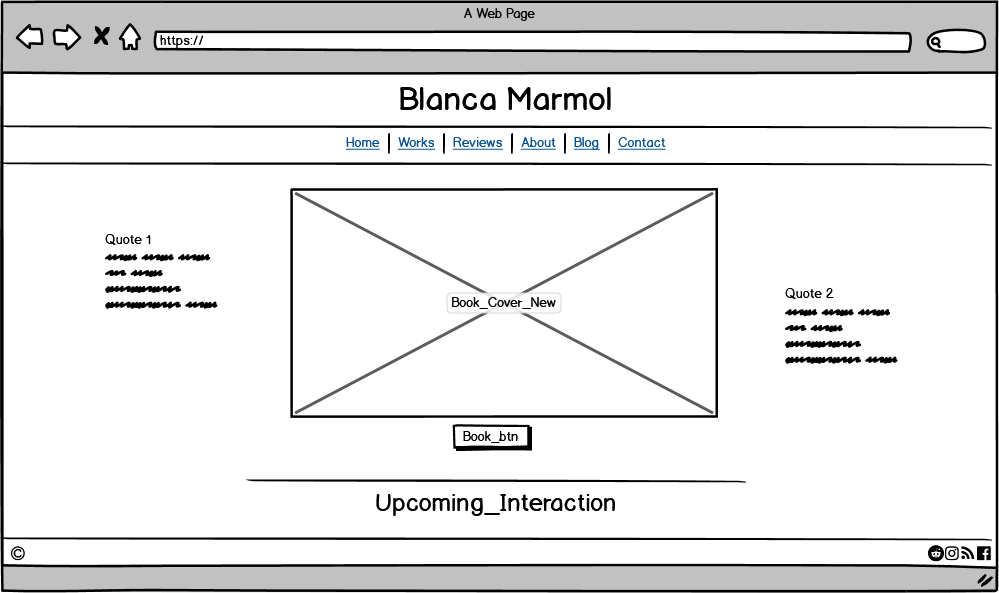 A Web Page
https://
Blanca Marmol
Home Works Reviews About Blog Contact
Quote 1
Book_Cover_New
Quote 2
Book_btn
Upcoming_Interaction
©